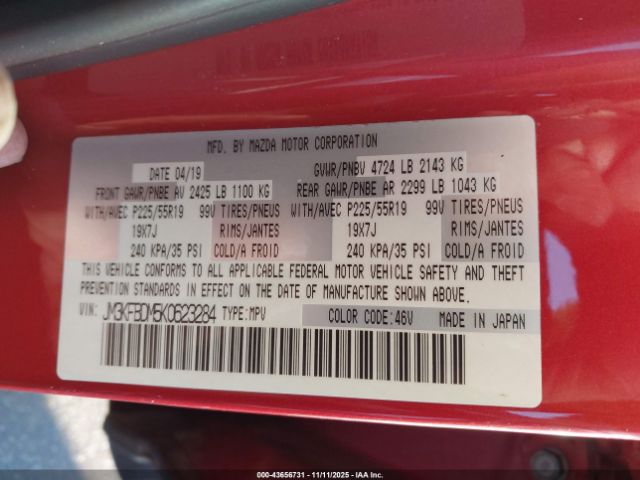 MFD. BY MAZDA MOTOR CORPORATION
DATE 04/19 GVWR/PNBV 4724 LB 2143 KG
FRONT GAWR/PNBE AV 2425 LB 1100 KG REAR GAWR/PNBE AR 2299 LB 1043 KG
WITH/AVEC P225/55R19 99V TIRES/PNEUS WITH/AVEC P225/55R19 99V TIRES/PNEUS
19X7J RIMS/JANTES 19X7J RIMS/JANTES
240 KPA/35 PSI COLD/A FROID 240 KPA/35 PSI COLD/A FROID
THIS VEHICLE CONFORMS TO ALL APPLICABLE FEDERAL MOTOR VEHICLE SAFETY AND THEFT
PREVENTION STANDARDS IN EFFECT ON THE DATE OF MANUFACTURE SHOWN ABOVE.
VIN: JM3KFBDM5K0623284 TYPE:MPV COLOR CODE:46V MADE IN JAPAN
000-43656731 - 11/11/2025 - IAAI.com